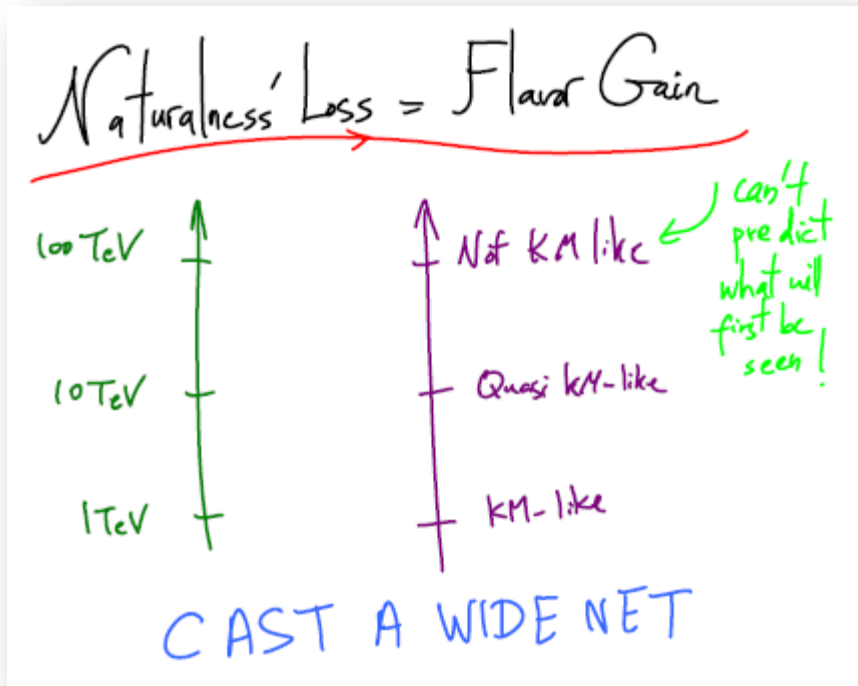 Naturalness' Loss = Flavor Gain
100 TeV
Not KM like
can't
predict
what will
first be
seen!
10 TeV
Quasi KM-like
1 TeV
KM-like
CAST A WIDE NET